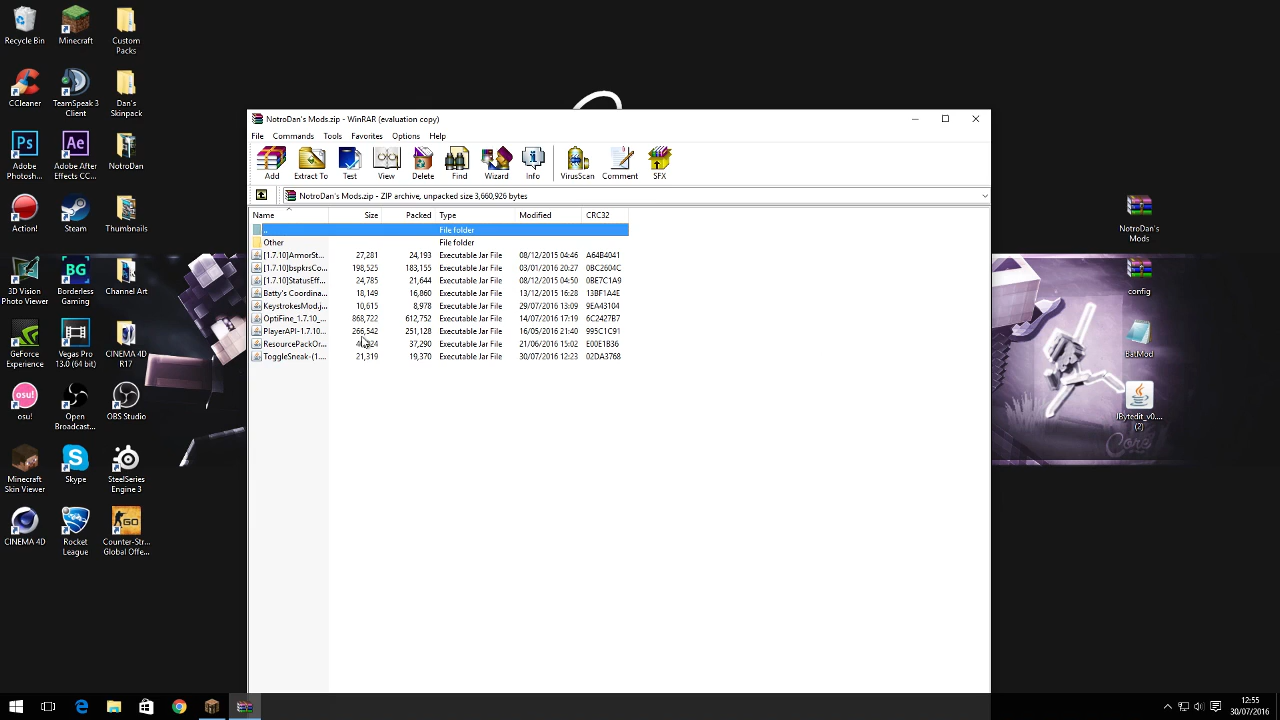 Recycle Bin
Minecraft
Custom
Packs
CCleaner
TeamSpeak 3
Client
Dan's
Skinpack
Adobe
Photosh...
Adobe After
Effects CC...
NotroDan
Action!
Steam
Thumbnails
3D Vision
Photo Viewer
Borderless
Gaming
Channel Art
GeForce
Experience
Vegas Pro
13.0 (64 bit)
CINEMA 4D
R17
osu!
Open
Broadcast...
OBS Studio
Minecraft
Skin Viewer
Skype
SteelSeries
Engine 3
CINEMA 4D
Rocket
League
Counter-Str...
Global Offe...
NotroDan's Mods.zip - WinRAR (evaluation copy)
File Commands Tools Favorites Options Help
Add Extract To Test View Delete Find Wizard Info VirusScan Comment SFX
NotroDan's Mods.zip - ZIP archive, unpacked size 3,660,926 bytes
Name Size Packed Type Modified CRC32
.. File folder
Other File folder
[1.7.10]ArmorSt... 27,281 24,193 Executable Jar File 08/12/2015 04:46 A64B4041
[1.7.10]bspkrsCo... 198,525 183,155 Executable Jar File 03/01/2016 20:27 0BC2604C
[1.7.10]StatusEff... 24,785 21,644 Executable Jar File 08/12/2015 04:50 0BE7C1A9
Batty's Coordina... 18,149 16,860 Executable Jar File 13/12/2015 16:28 13BF1A4E
KeystrokesMod.j... 10,615 8,978 Executable Jar File 29/07/2016 13:09 9EA43104
OptiFine_1.7.10_... 868,722 612,752 Executable Jar File 14/07/2016 17:19 6C2427B7
PlayerAPI-1.7.10... 266,542 251,128 Executable Jar File 16/05/2016 21:40 995C1C91
ResourcePackOr... 37,290 Executable Jar File 21/06/2016 15:02 E00E1B36
ToggleSneak-(1.... 21,319 19,370 Executable Jar File 30/07/2016 12:23 02DA3768
NotroDan's
Mods
config
BatMod
JBytedit_v0....
(2)
Core
12:55
30/07/2016